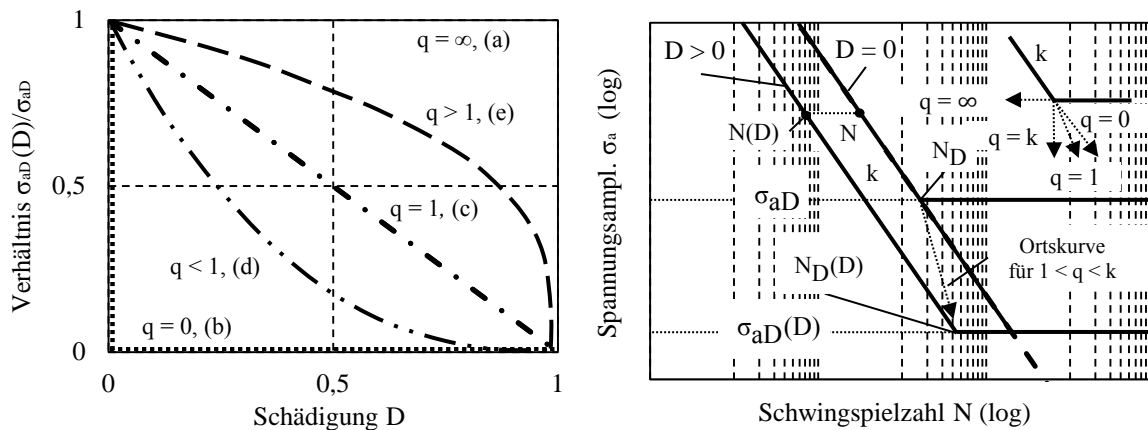 Verhältnis σaD(D)/σaD
1
0,5
0
q = ∞, (a)
q > 1, (e)
q = 1, (c)
q < 1, (d)
q = 0, (b)
0
0,5
1
Schädigung D
Spannungsampl. σa (log)
D > 0
D = 0
N(D)
N
k
ND
σaD
ND(D)
σaD(D)
Ortskurve
für 1 < q < k
k
q = ∞
q = 0
q = k
q = 1
Schwingspielzahl N (log)